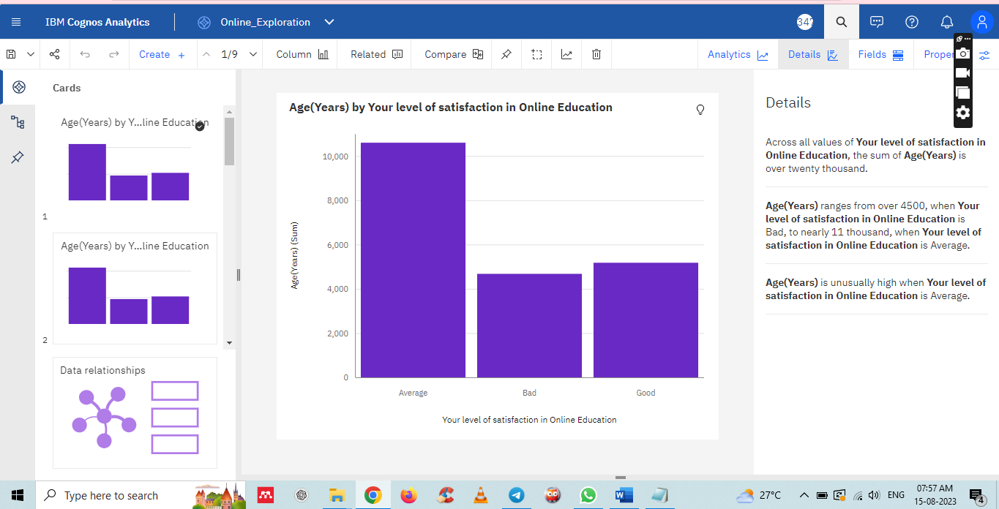 IBM Cognos Analytics
Online_Exploration
347
Create +
1/9
Column
Related
Compare
Analytics
Details
Fields
Proper
Cards
Age(Years) by Y...line Education
1
Age(Years) by Y...line Education
2
Data relationships
Age(Years) by Your level of satisfaction in Online Education
Age(Years) (Sum)
10,000
8,000
6,000
4,000
2,000
0
Average
Bad
Good
Your level of satisfaction in Online Education
Details
Across all values of Your level of satisfaction in
Online Education, the sum of Age(Years) is
over twenty thousand.
Age(Years) ranges from over 4500, when Your
level of satisfaction in Online Education is
Bad, to nearly 11 thousand, when Your level of
satisfaction in Online Education is Average.
Age(Years) is unusually high when Your level of
satisfaction in Online Education is Average.
Type here to search
W
27°C
ENG
07:57 AM
15-08-2023
4